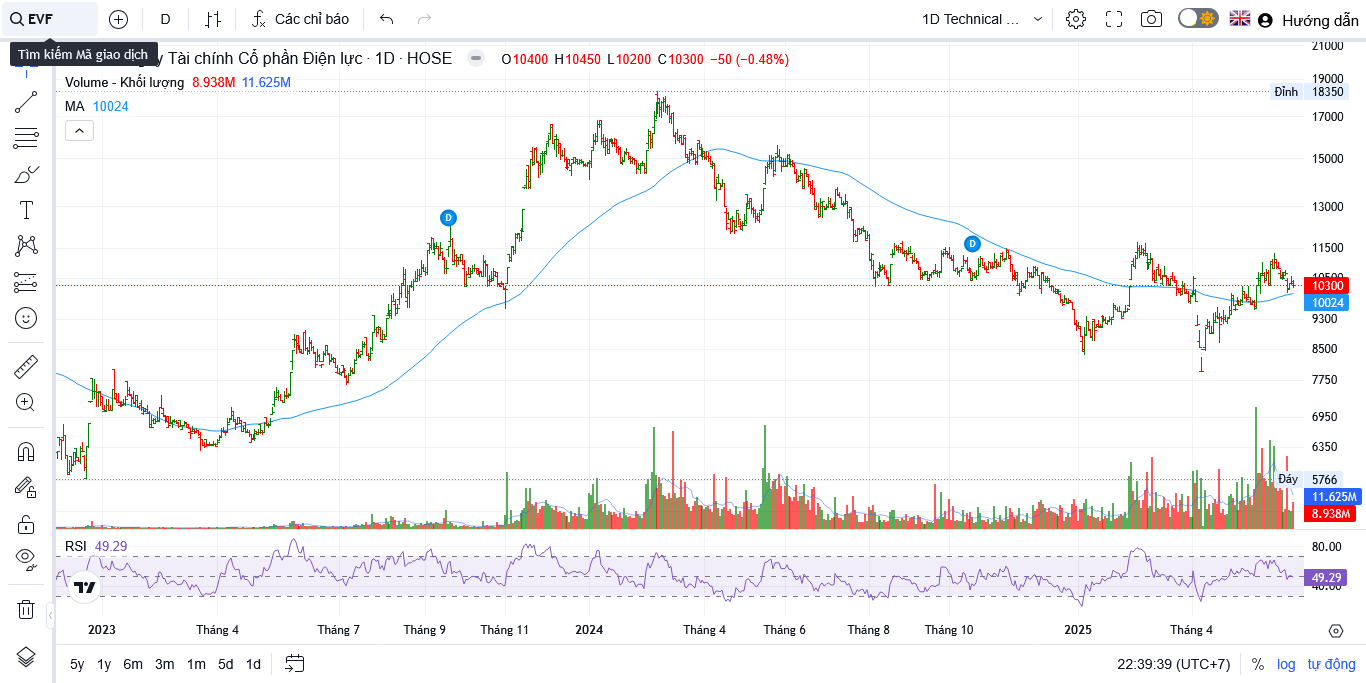 EVF
D
Các chỉ báo
1D Technical ...
Hướng dẫn
Tìm kiếm Mã giao dịch
y Tài chính Cổ phần Điện lực · 1D · HOSE
O10400 H10450 L10200 C10300 −50 (−0.48%)
Volume - Khối lượng 8.938M 11.625M
MA 10024
21000
19000
Đỉnh 18350
17000
15000
13000
11500
10500
10300
10024
9300
8500
7750
6950
6350
Đáy 5766
11.625M
8.938M
D
D
RSI 49.29
80.00
49.29
40.00
2023 Tháng 4 Tháng 7 Tháng 9 Tháng 11 2024 Tháng 4 Tháng 6 Tháng 8 Tháng 10 2025 Tháng 4
5y 1y 6m 3m 1m 5d 1d
22:39:39 (UTC+7) % log tự động